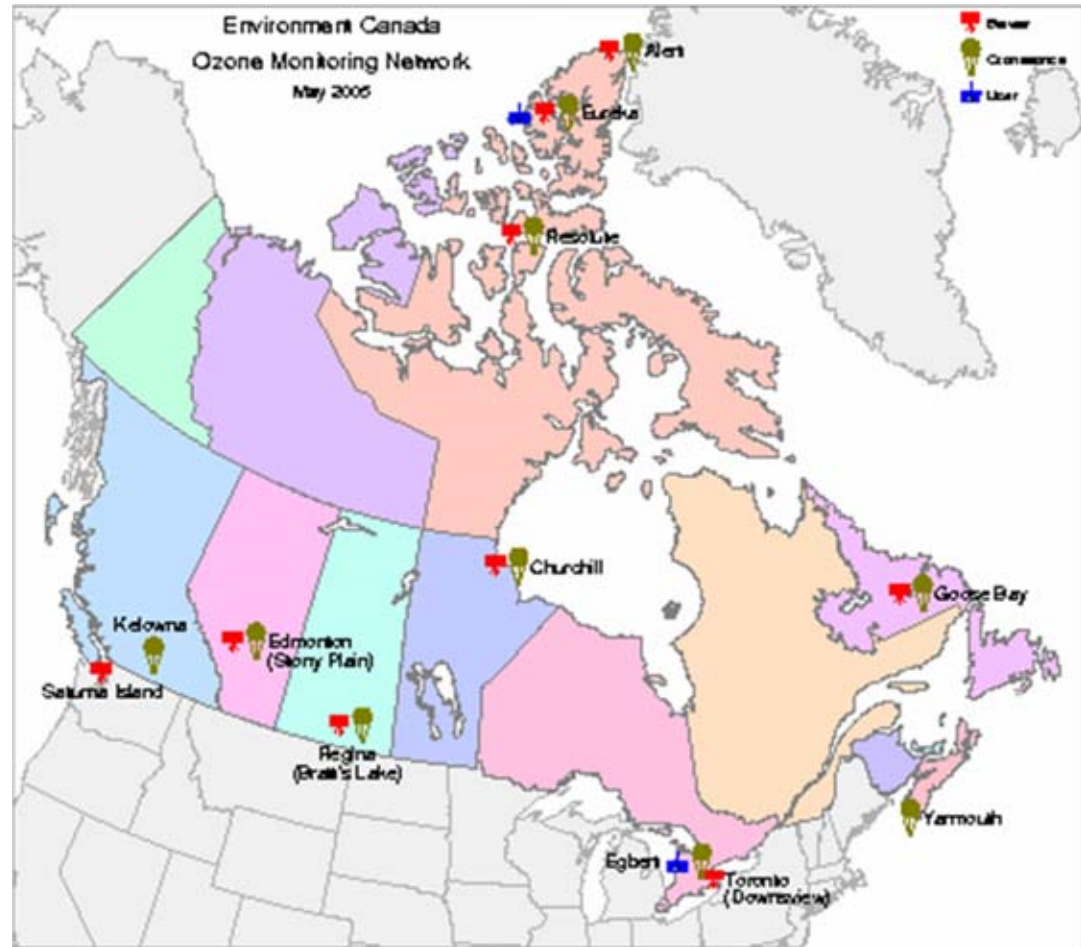 Environment Canada
Ozone Monitoring Network
May 2005
Brewer
Ozonesonde
Lidar
Alert
Eureka
Resolute
Churchill
Goose Bay
Kelowna
Edmonton
(Stony Plain)
Saturna Island
Regina
(Bratt's Lake)
Yarmouth
Egbert
Toronto
(Downsview)